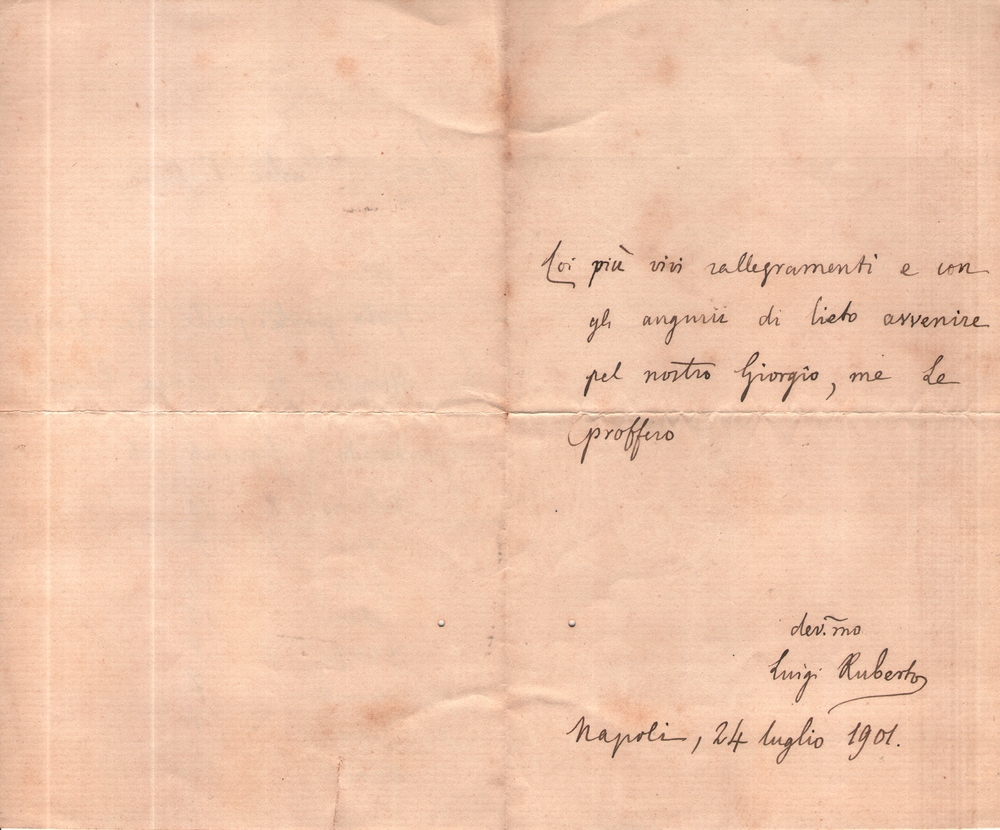 Coi più vivi rallegramenti e con
gli augurii di lieto avvenire
pel nostro Giorgio, me Le
proffero
dev.mo
Luigi Ruberto
Napoli, 24 luglio 1901.